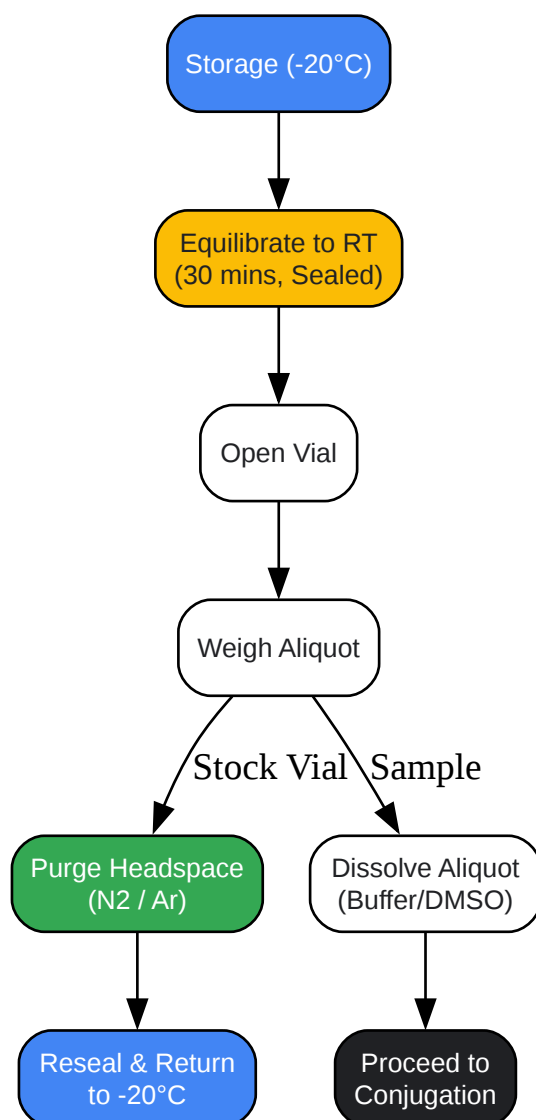 Storage (-20°C)
Equilibrate to RT
(30 mins, Sealed)
Open Vial
Weigh Aliquot
Stock Vial
Sample
Purge Headspace
(N2 / Ar)
Dissolve Aliquot
(Buffer/DMSO)
Reseal & Return
to -20°C
Proceed to
Conjugation